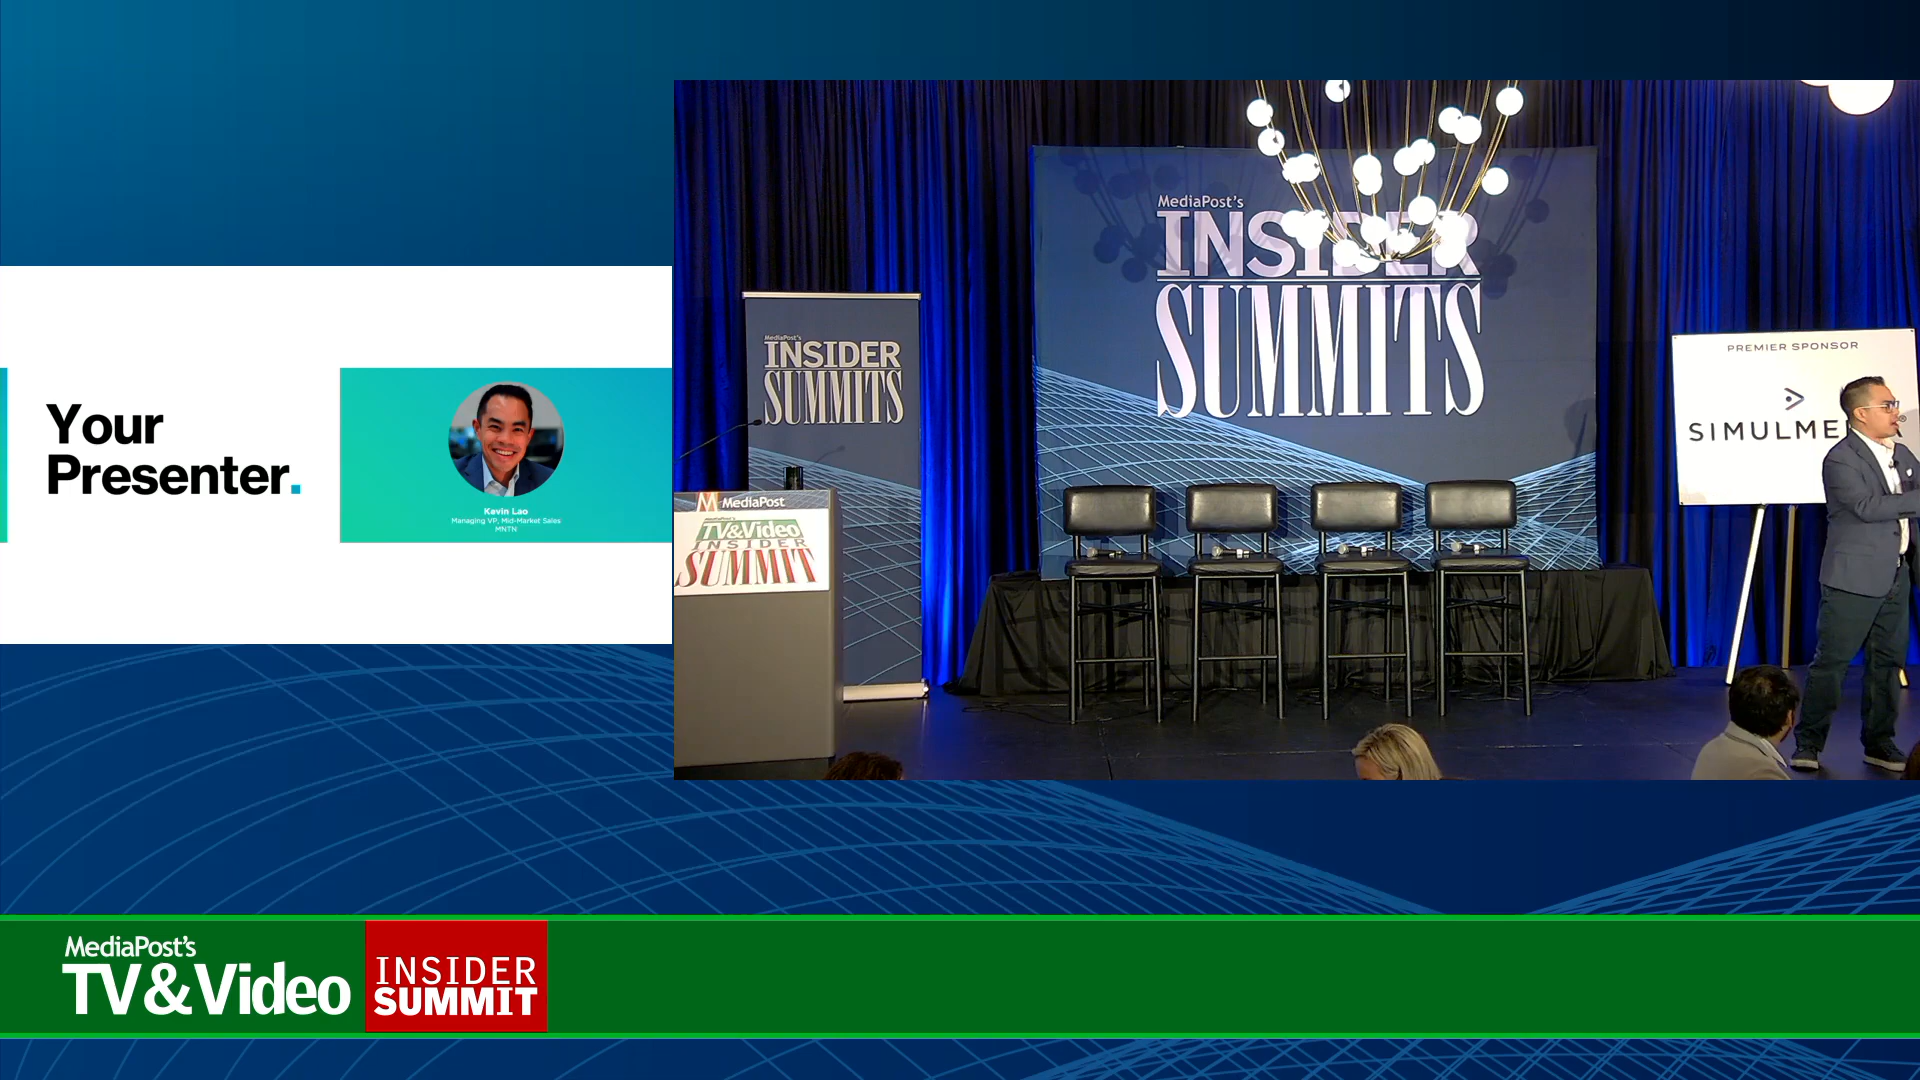 Your
Presenter.
Kevin Lao
Managing VP, Mid-Market Sales
MNTN
MediaPost's
INSIDER
SUMMITS
MediaPost's
INSIDER
SUMMITS
PREMIER SPONSOR
SIMULME
MediaPost
MediaPost's
TV&Video
INSIDER
SUMMIT
MediaPost's
TV&Video
INSIDER
SUMMIT